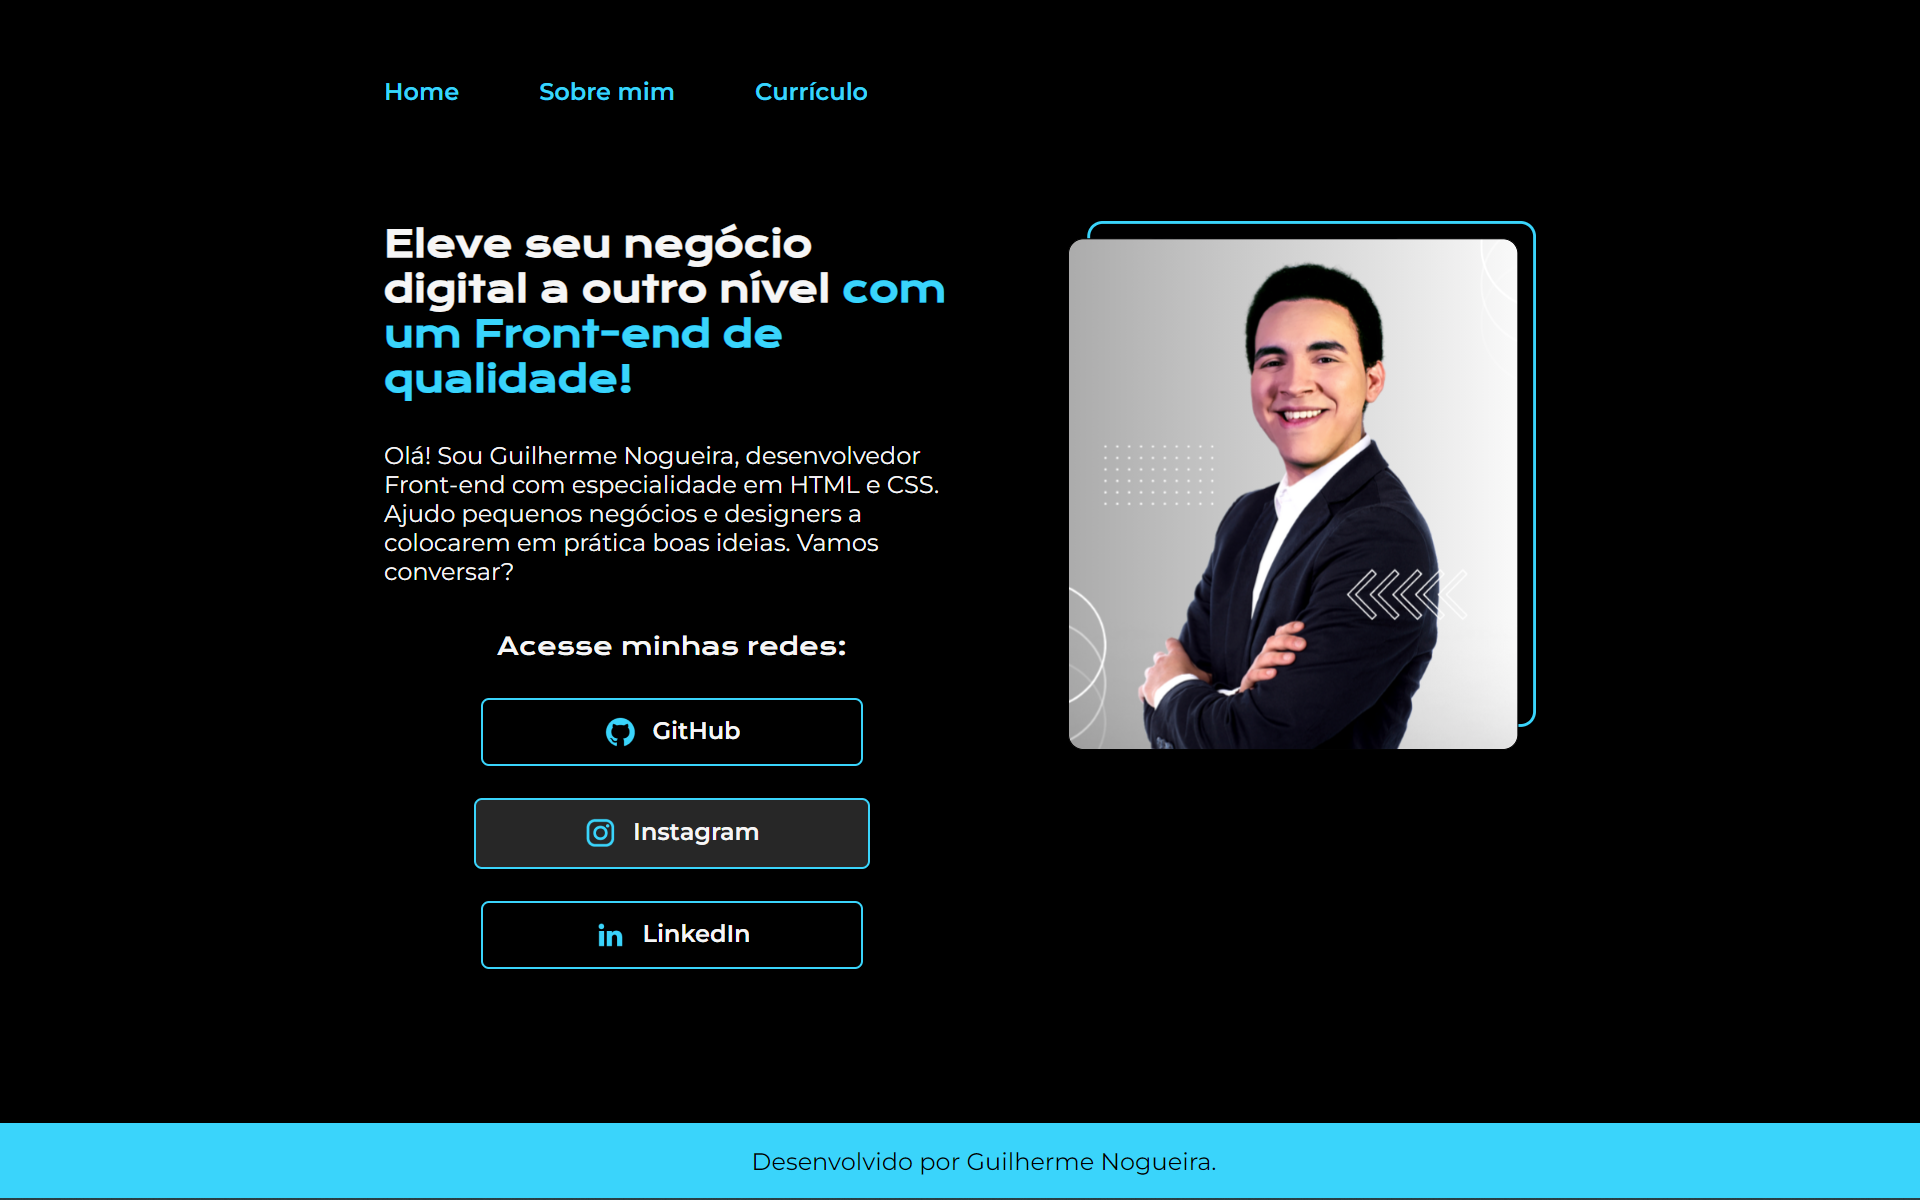 Home
Sobre mim
Currículo
Eleve seu negócio
digital a outro nível com
um Front-end de
qualidade!
Olá! Sou Guilherme Nogueira, desenvolvedor
Front-end com especialidade em HTML e CSS.
Ajudo pequenos negócios e designers a
colocarem em prática boas ideias. Vamos
conversar?
Acesse minhas redes:
GitHub
Instagram
LinkedIn
Desenvolvido por Guilherme Nogueira.